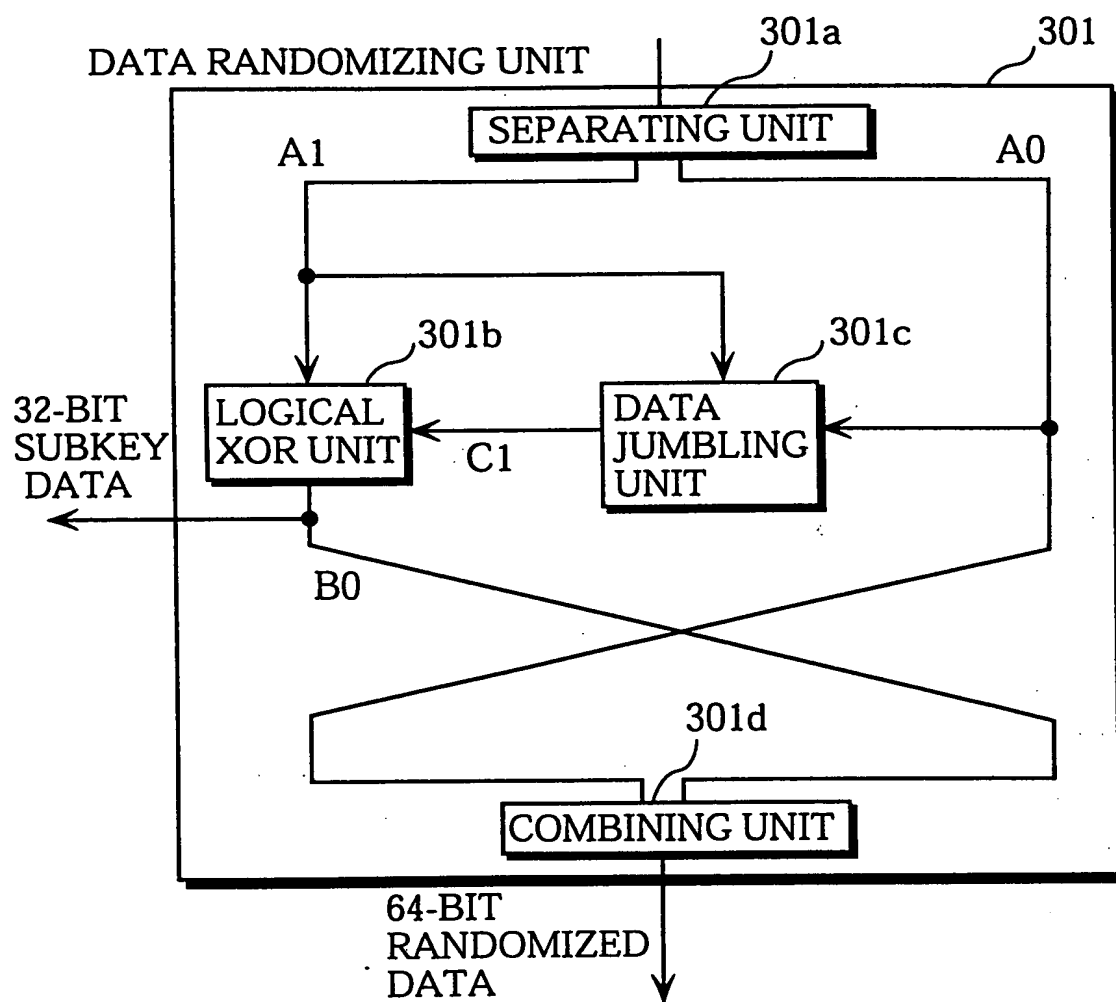 301a
301
DATA RANDOMIZING UNIT
SEPARATING UNIT
A1
A0
301b
301c
32-BIT
SUBKEY
DATA
LOGICAL
XOR UNIT
C1
DATA
JUMBLING
UNIT
B0
301d
COMBINING UNIT
64-BIT
RANDOMIZED
DATA